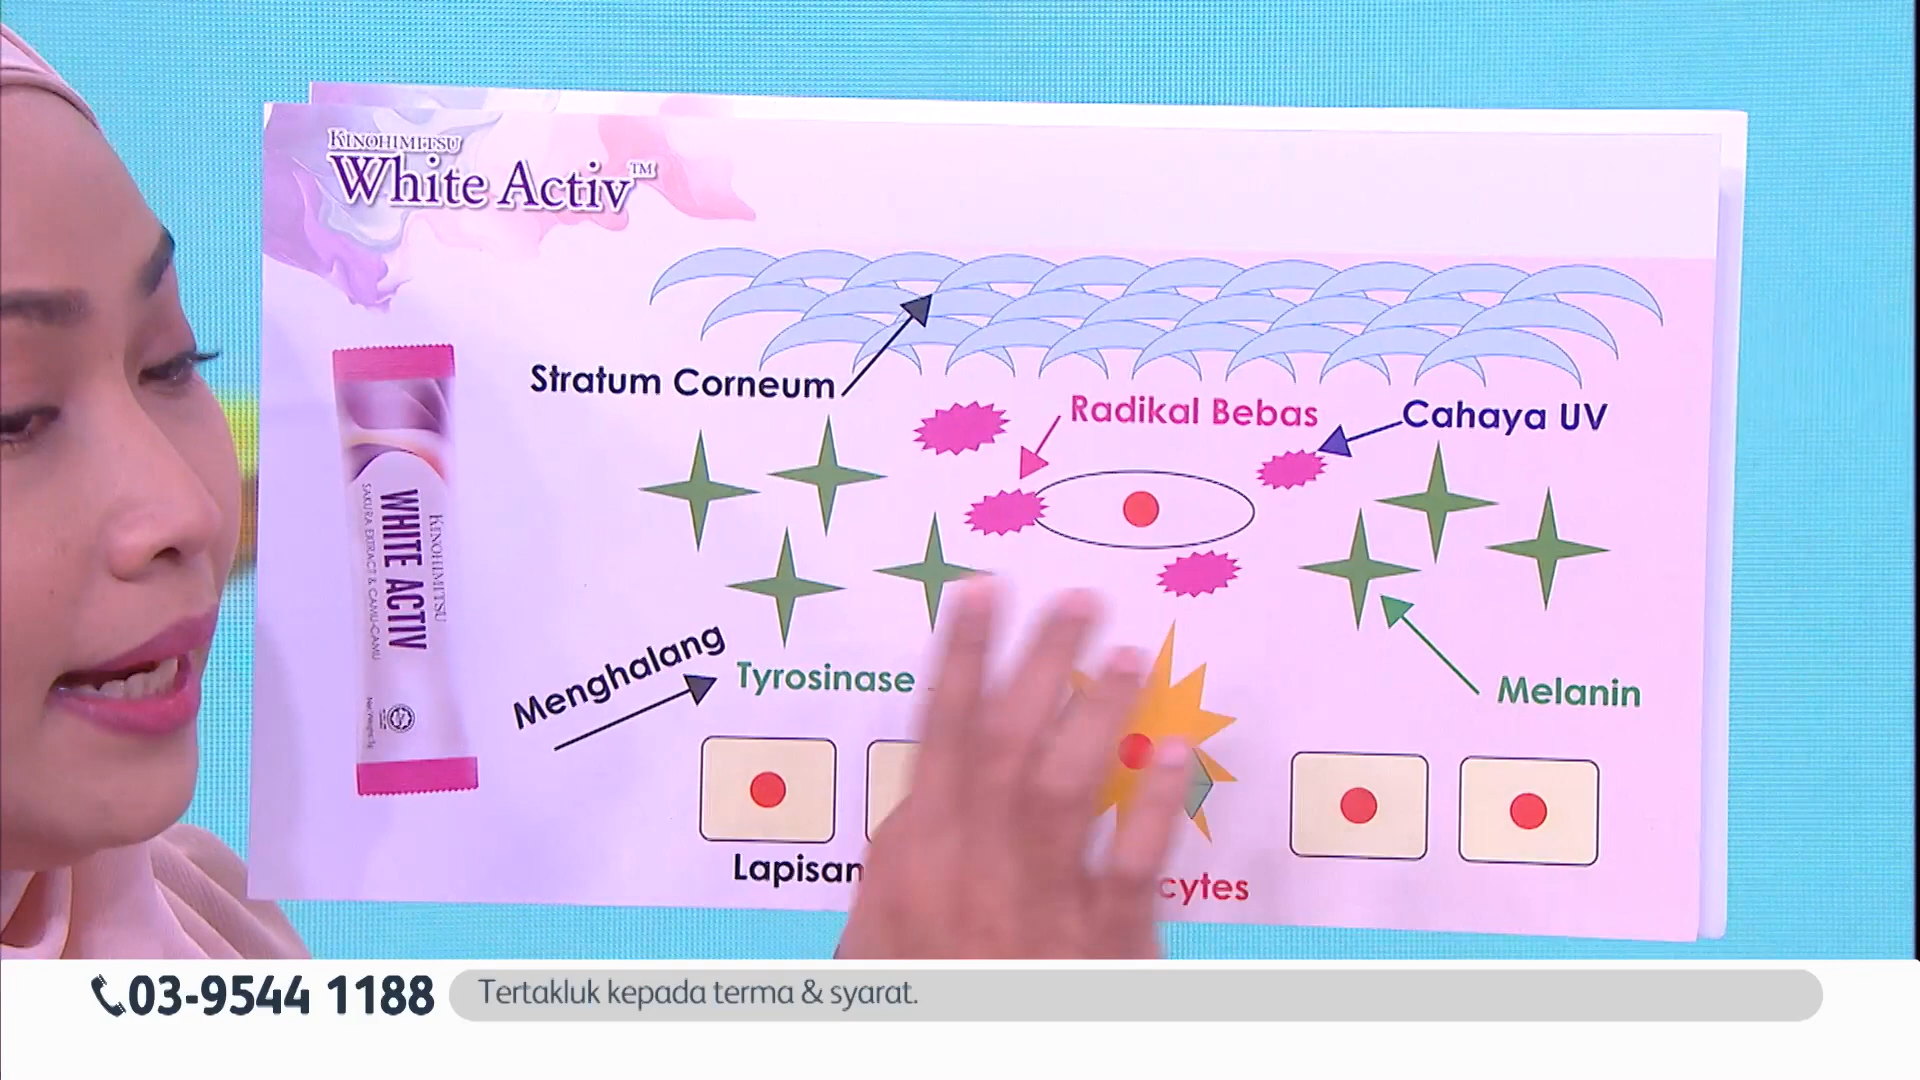 KINOHIMITSU
White Activ™
Stratum Corneum
Radikal Bebas
Cahaya UV
KINOHIMITSU
WHITE ACTIV
SAKURA EXTRACT & CAMU-CAMU
Menghalang
Tyrosinase
Melanin
Lapisan
cytes
03-9544 1188
Tertakluk kepada terma & syarat.